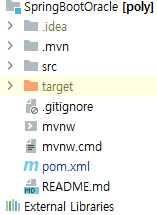 SpringBootOracle [poly]
.idea
.mvn
src
target
.gitignore
mvnw
mvnw.cmd
pom.xml
README.md
External Libraries